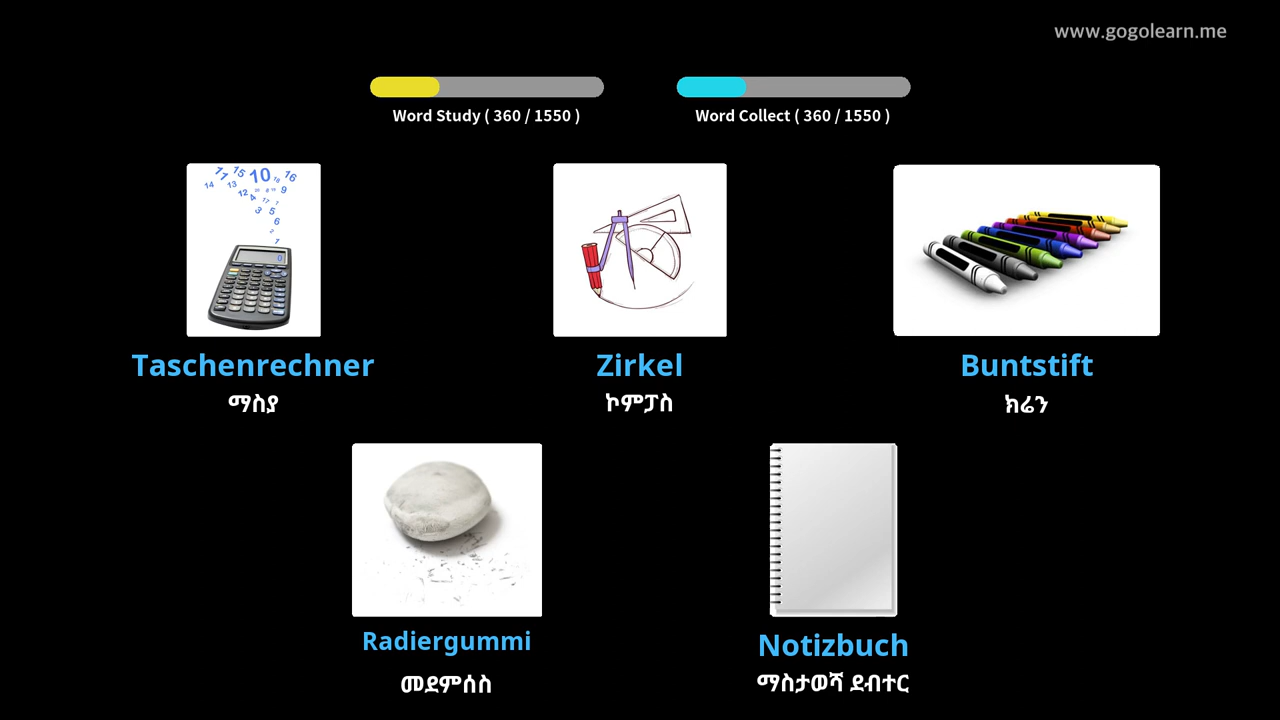 www.gogolearn.me
Word Study ( 360 / 1550 )
Word Collect ( 360 / 1550 )
Taschenrechner
ማስያ
Zirkel
ኮምፓስ
Buntstift
ክሬን
Radiergummi
መደምሰስ
Notizbuch
ማስታወሻ ደብተር